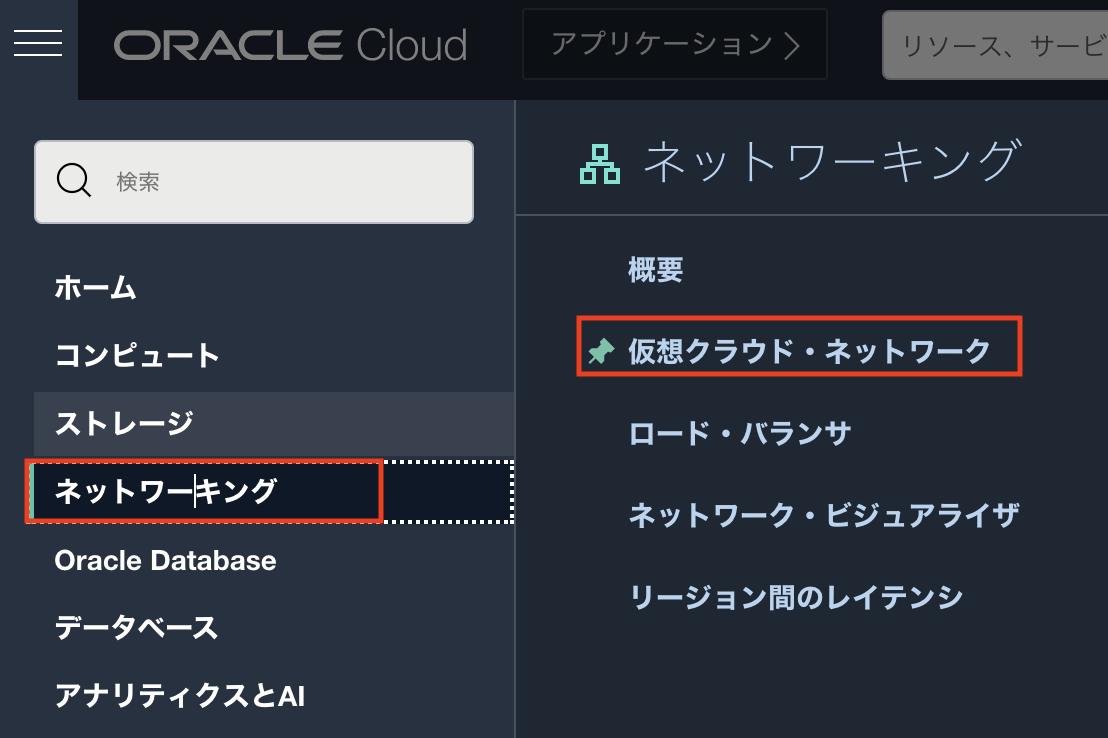 ORACLE Cloud
アプリケーション
リソース、サービ
検索
ホーム
コンピュート
ストレージ
ネットワーキング
Oracle Database
データベース
アナリティクスとAI
ネットワーキング
概要
仮想クラウド・ネットワーク
ロード・バランサ
ネットワーク・ビジュアライザ
リージョン間のレイテンシ